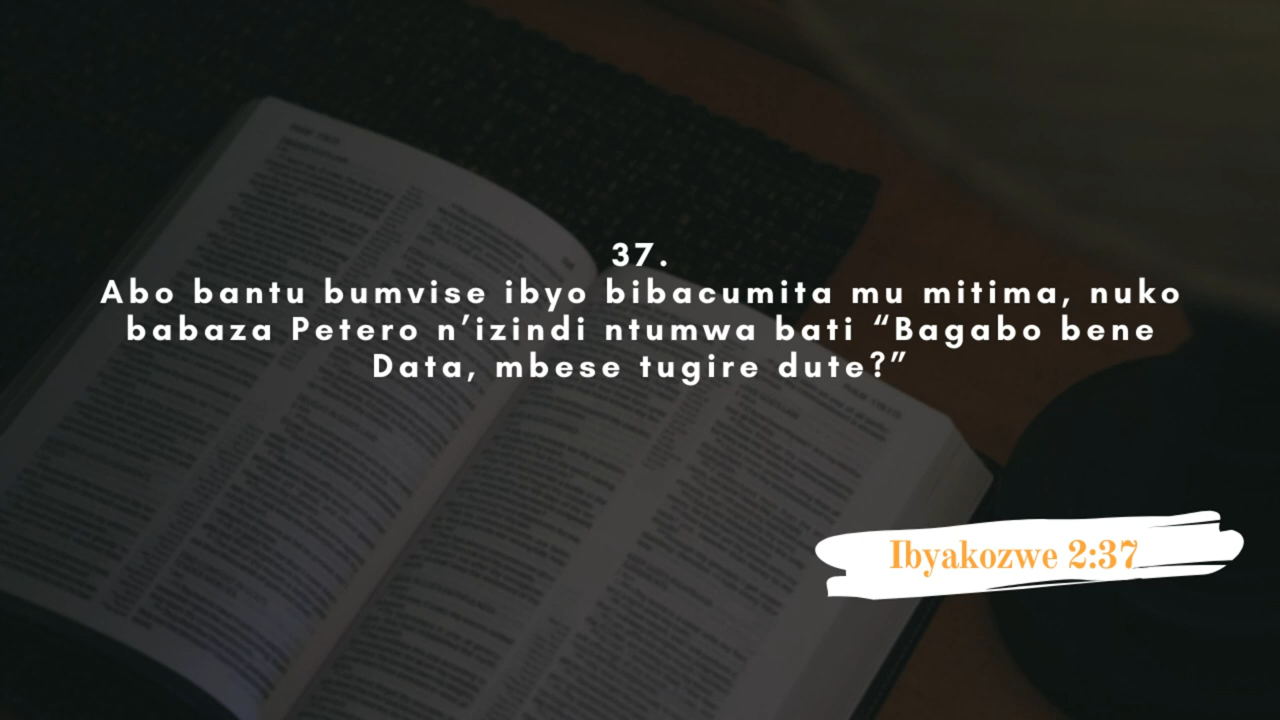 37.
Abo bantu bumvise ibyo bibacumita mu mitima, nuko
babaza Petero n’izindi ntumwa bati “Bagabo bene
Data, mbese tugire dute?”
Ibyakozwe 2:37